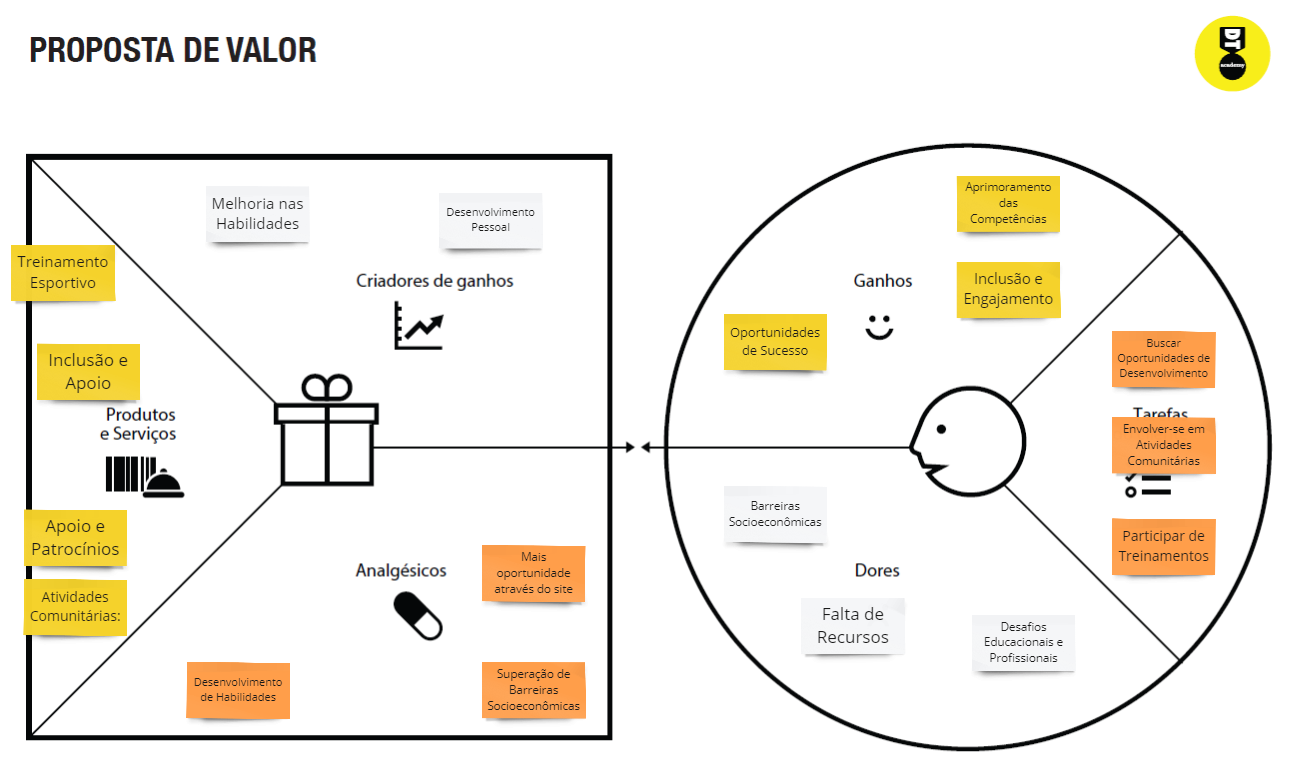 PROPOSTA DE VALOR
DT
academy
Melhoria nas
Habilidades
Desenvolvimento
Pessoal
Treinamento
Esportivo
Criadores de ganhos
Inclusão e
Apoio
Produtos
e Serviços
Apoio e
Patrocínios
Atividades
Comunitárias:
Analgésicos
Mais
oportunidade
através do site
Desenvolvimento
de Habilidades
Superação de
Barreiras
Socioeconômicas
Aprimoramento
das
Competências
Ganhos
Inclusão e
Engajamento
Oportunidades
de Sucesso
Buscar
Oportunidades de
Desenvolvimento
Tarefas
Envolver-se em
Atividades
Comunitárias
Participar de
Treinamentos
Barreiras
Socioeconômicas
Dores
Falta de
Recursos
Desafios
Educacionais e
Profissionais